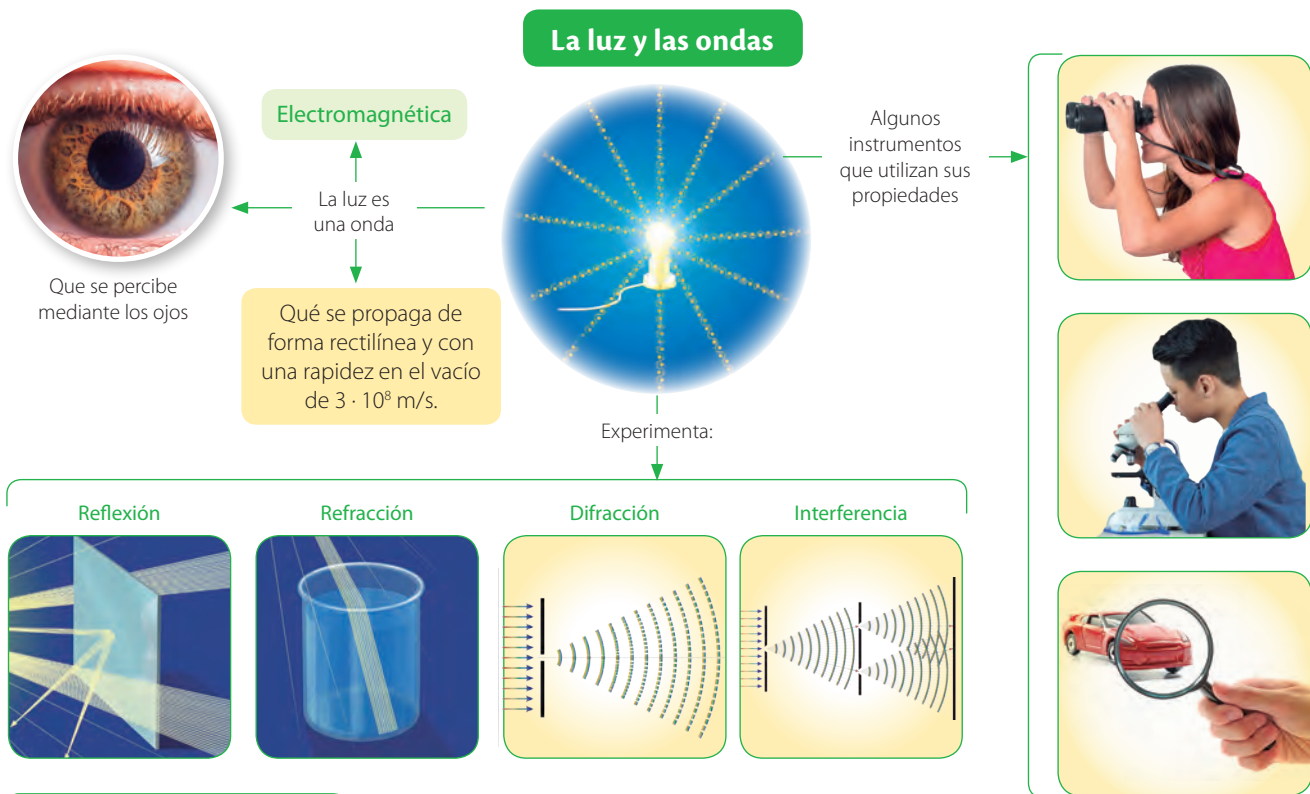 La luz y las ondas
Electromagnética
La luz es
una onda
Que se percibe
mediante los ojos
Qué se propaga de
forma rectilínea y con
una rapidez en el vacío
de 3 · 10⁸ m/s.
Algunos
instrumentos
que utilizan sus
propiedades
Experimenta:
Reflexión
Refracción
Difracción
Interferencia